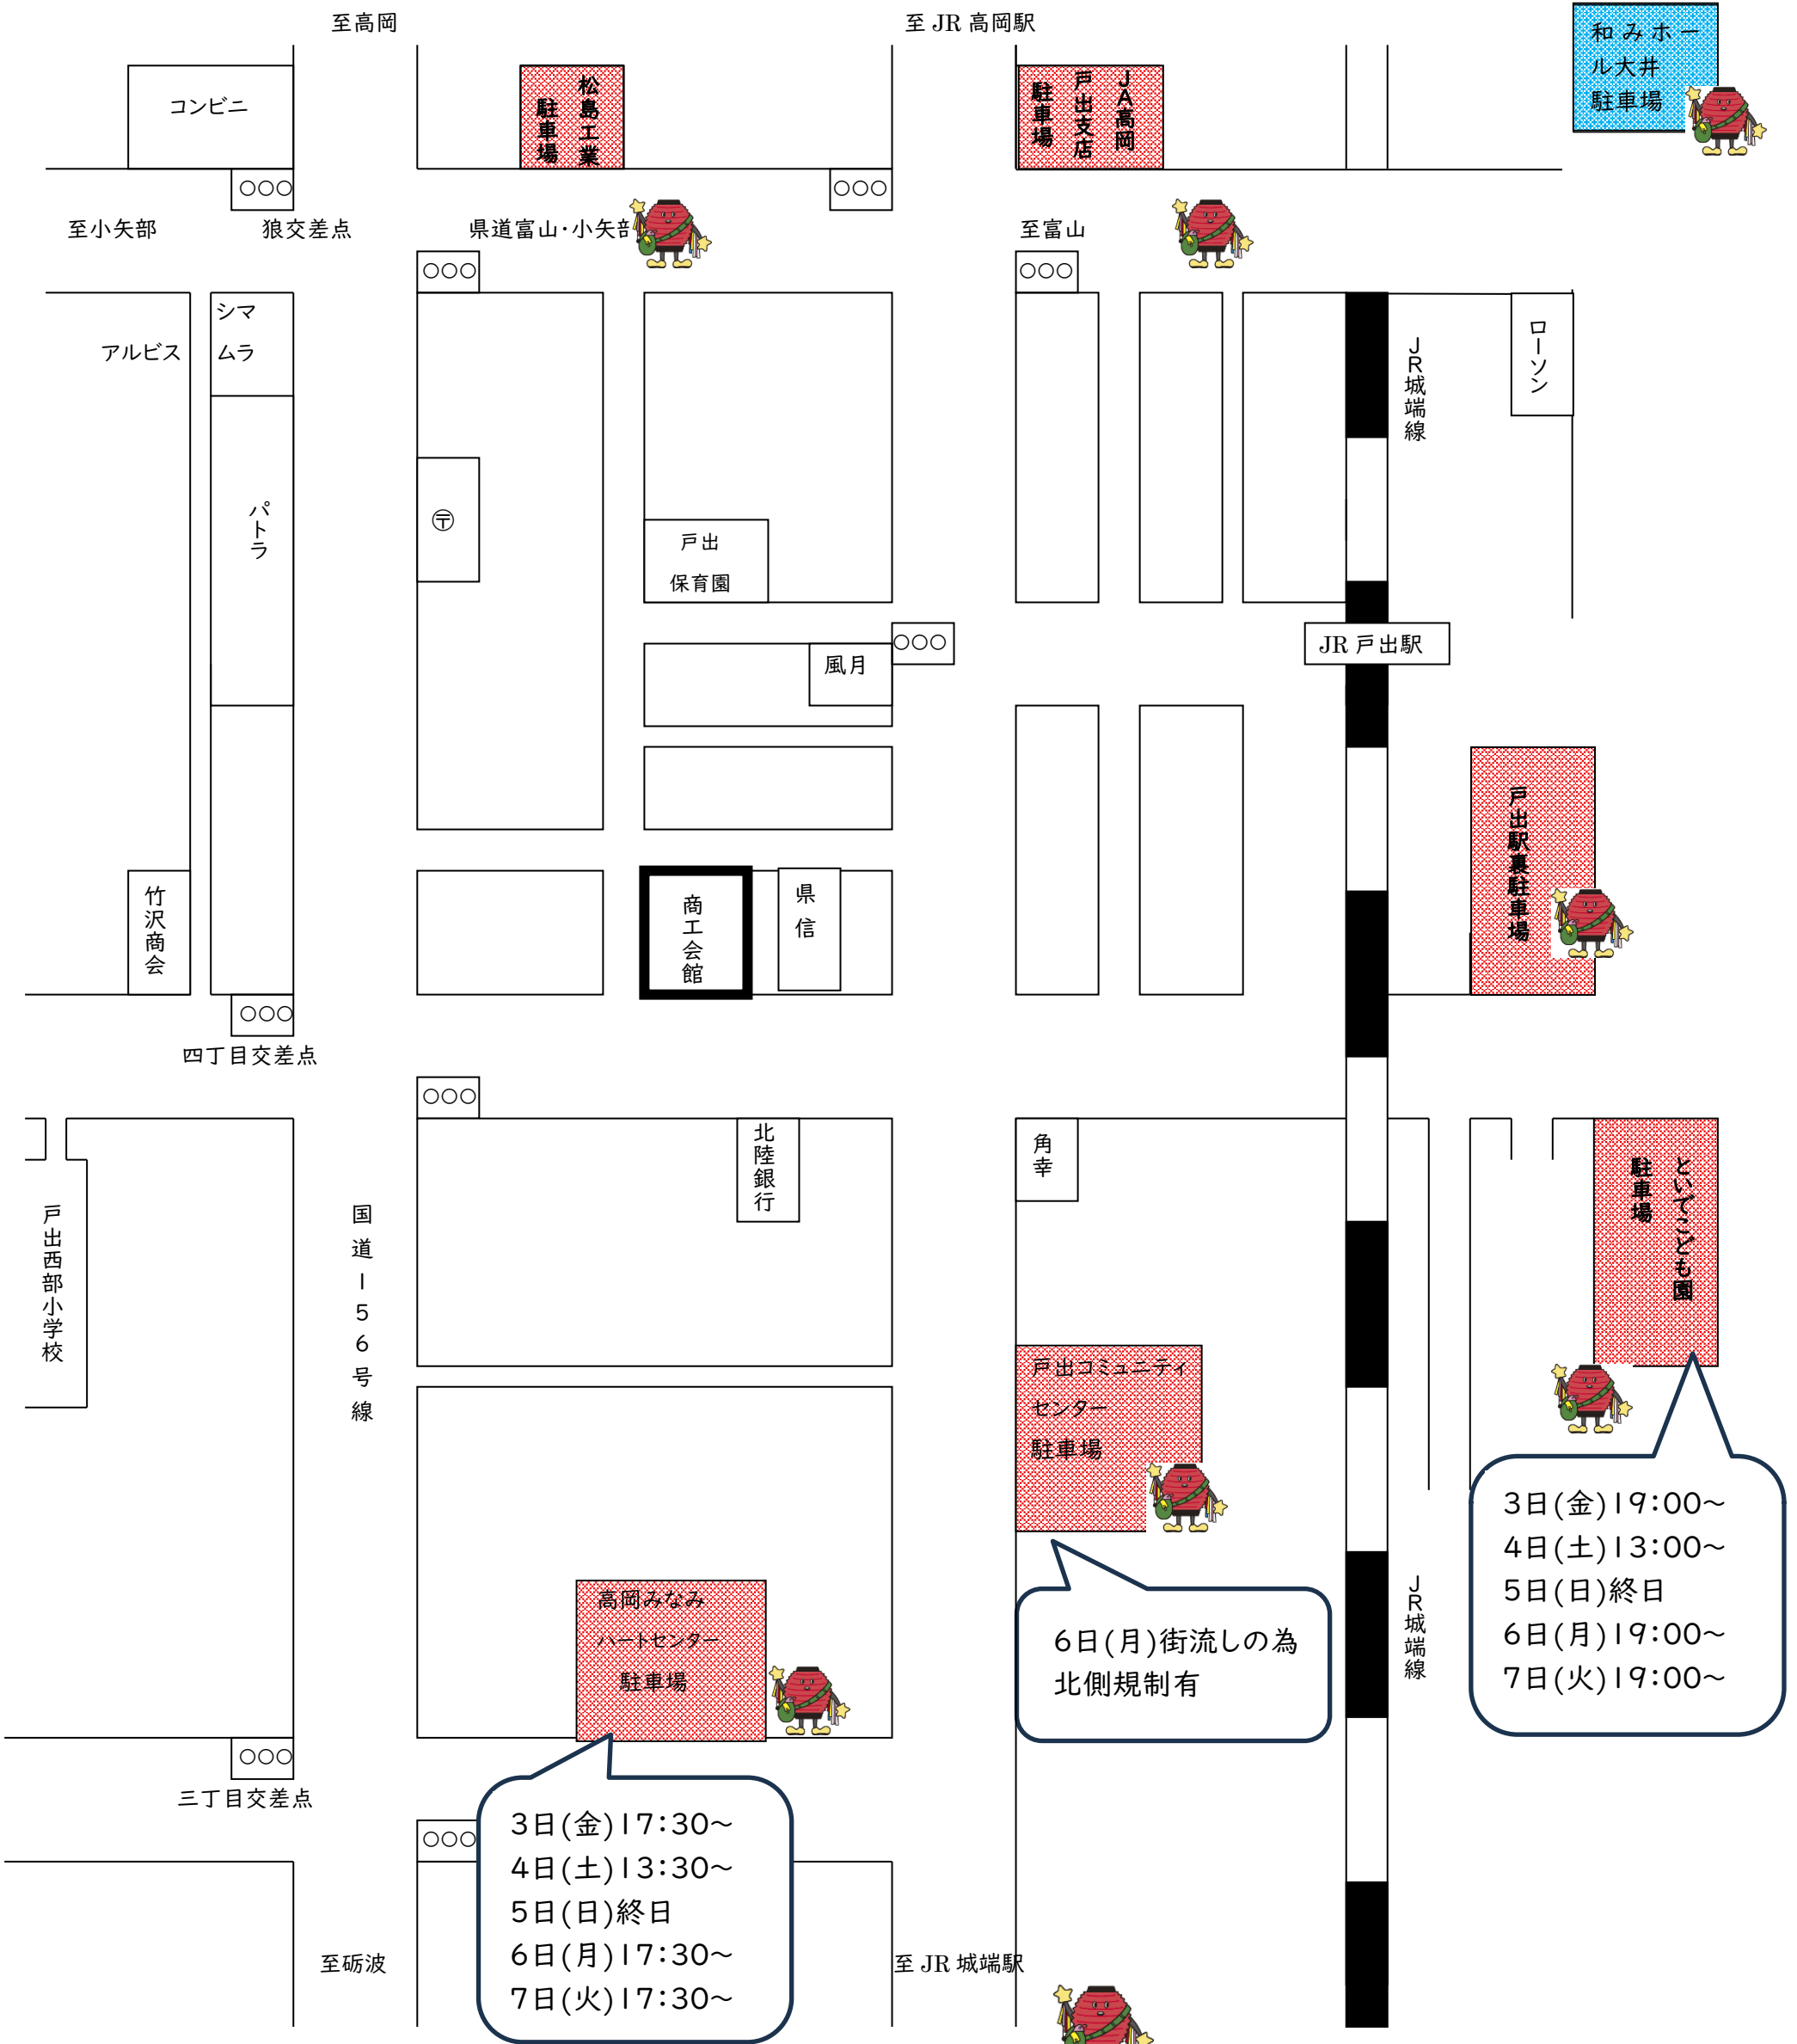 至高岡
至 JR 高岡駅
和みホー
ル大井
駐車場
コンビニ
松島工業
駐車場
JA高岡
戸出支店
駐車場
○○○
○○○
至小矢部
狼交差点
県道富山・小矢部
至富山
○○○
○○○
シマ
ムラ
アルビス
JR城端線
ローソン
パトラ
〒
戸出
保育園
○○○
風月
JR 戸出駅
戸出駅裏駐車場
竹沢商会
商工会館
県信
○○○
四丁目交差点
○○○
北陸銀行
角幸
といでこども園
駐車場
戸出西部小学校
国道156号線
戸出コミュニティ
センター
駐車場
3日(金)19:00~
4日(土)13:00~
5日(日)終日
6日(月)19:00~
7日(火)19:00~
高岡みなみ
ハートセンター
駐車場
6日(月)街流しの為
北側規制有
JR城端線
○○○
三丁目交差点
○○○
3日(金)17:30~
4日(土)13:30~
5日(日)終日
6日(月)17:30~
7日(火)17:30~
至砺波
至 JR 城端駅